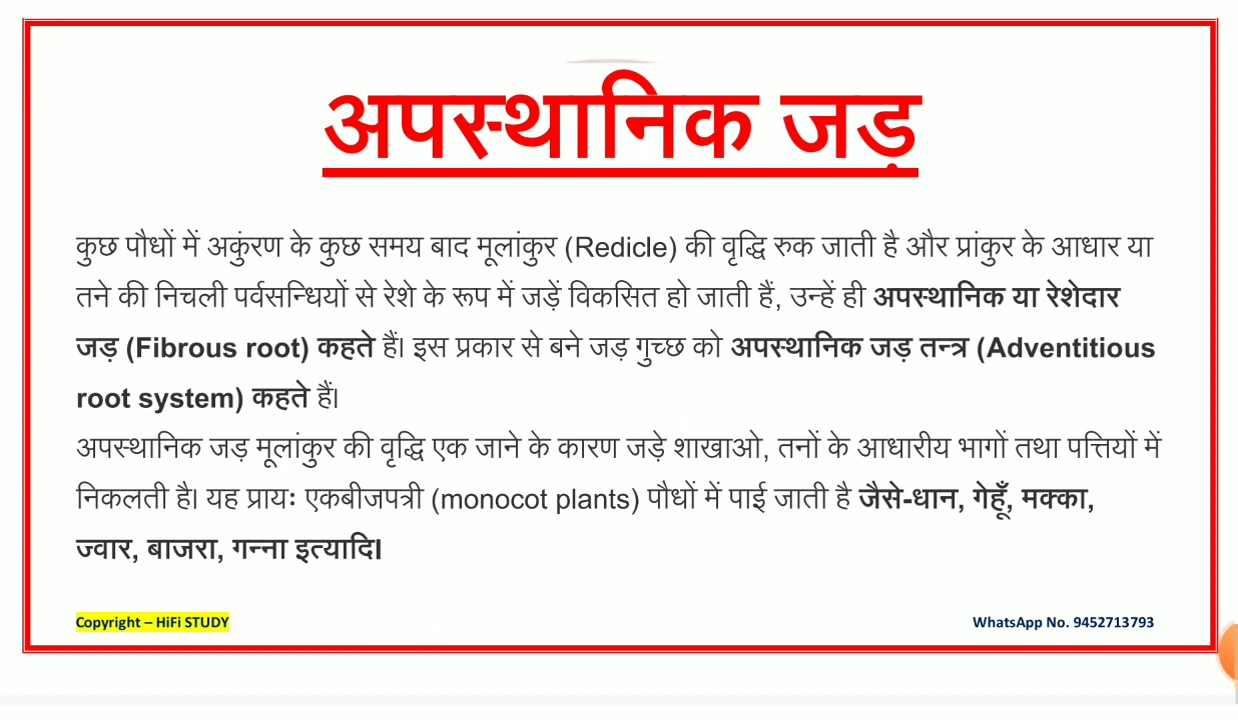 अपस्थानिक जड़
कुछ पौधों में अकुंरण के कुछ समय बाद मूलांकुर (Redicle) की वृद्धि रुक जाती है और प्रांकुर के आधार या
तने की निचली पर्वसन्धियों से रेशे के रूप में जड़ें विकसित हो जाती हैं, उन्हें ही अपस्थानिक या रेशेदार
जड़ (Fibrous root) कहते हैं। इस प्रकार से बने जड़ गुच्छ को अपस्थानिक जड़ तन्त्र (Adventitious
root system) कहते हैं।
अपस्थानिक जड़ मूलांकुर की वृद्धि एक जाने के कारण जड़े शाखाओ, तनों के आधारीय भागों तथा पत्तियों में
निकलती है। यह प्रायः एकबीजपत्री (monocot plants) पौधों में पाई जाती है जैसे-धान, गेहूँ, मक्का,
ज्वार, बाजरा, गन्ना इत्यादि।
Copyright – HiFi STUDY WhatsApp No. 9452713793